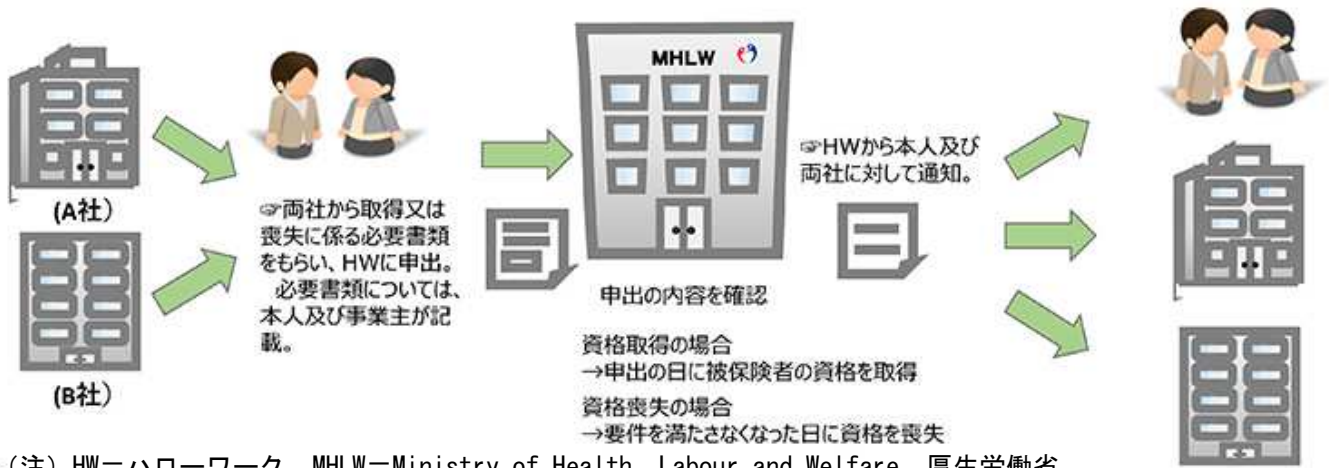 (A社）
(B社)
☞両社から取得又は
喪失に係る必要書類
をもらい、HWに申出。
必要書類については、
本人及び事業主が記
載。
MHLW
申出の内容を確認
資格取得の場合
→申出の日に被保険者の資格を取得
資格喪失の場合
→要件を満たさなくなった日に資格を喪失
☞HWから本人及び
両社に対して通知。
（注）HW＝ハローワーク、MHLW＝Ministry of Health, Labour and Welfare、厚生労働省